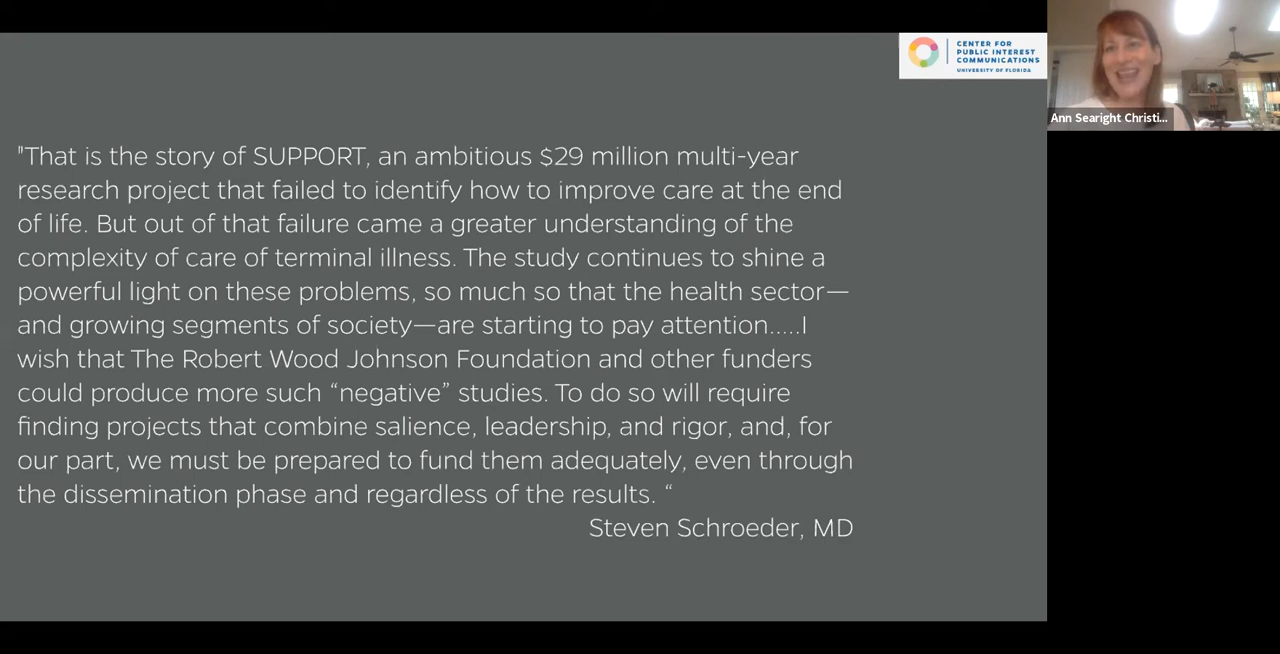 CENTER FOR
PUBLIC INTEREST
COMMUNICATIONS
UNIVERSITY OF FLORIDA
Ann Searight Christi...
"That is the story of SUPPORT, an ambitious $29 million multi-year
research project that failed to identify how to improve care at the end
of life. But out of that failure came a greater understanding of the
complexity of care of terminal illness. The study continues to shine a
powerful light on these problems, so much so that the health sector—
and growing segments of society—are starting to pay attention.....I
wish that The Robert Wood Johnson Foundation and other funders
could produce more such “negative” studies. To do so will require
finding projects that combine salience, leadership, and rigor, and, for
our part, we must be prepared to fund them adequately, even through
the dissemination phase and regardless of the results. “
Steven Schroeder, MD